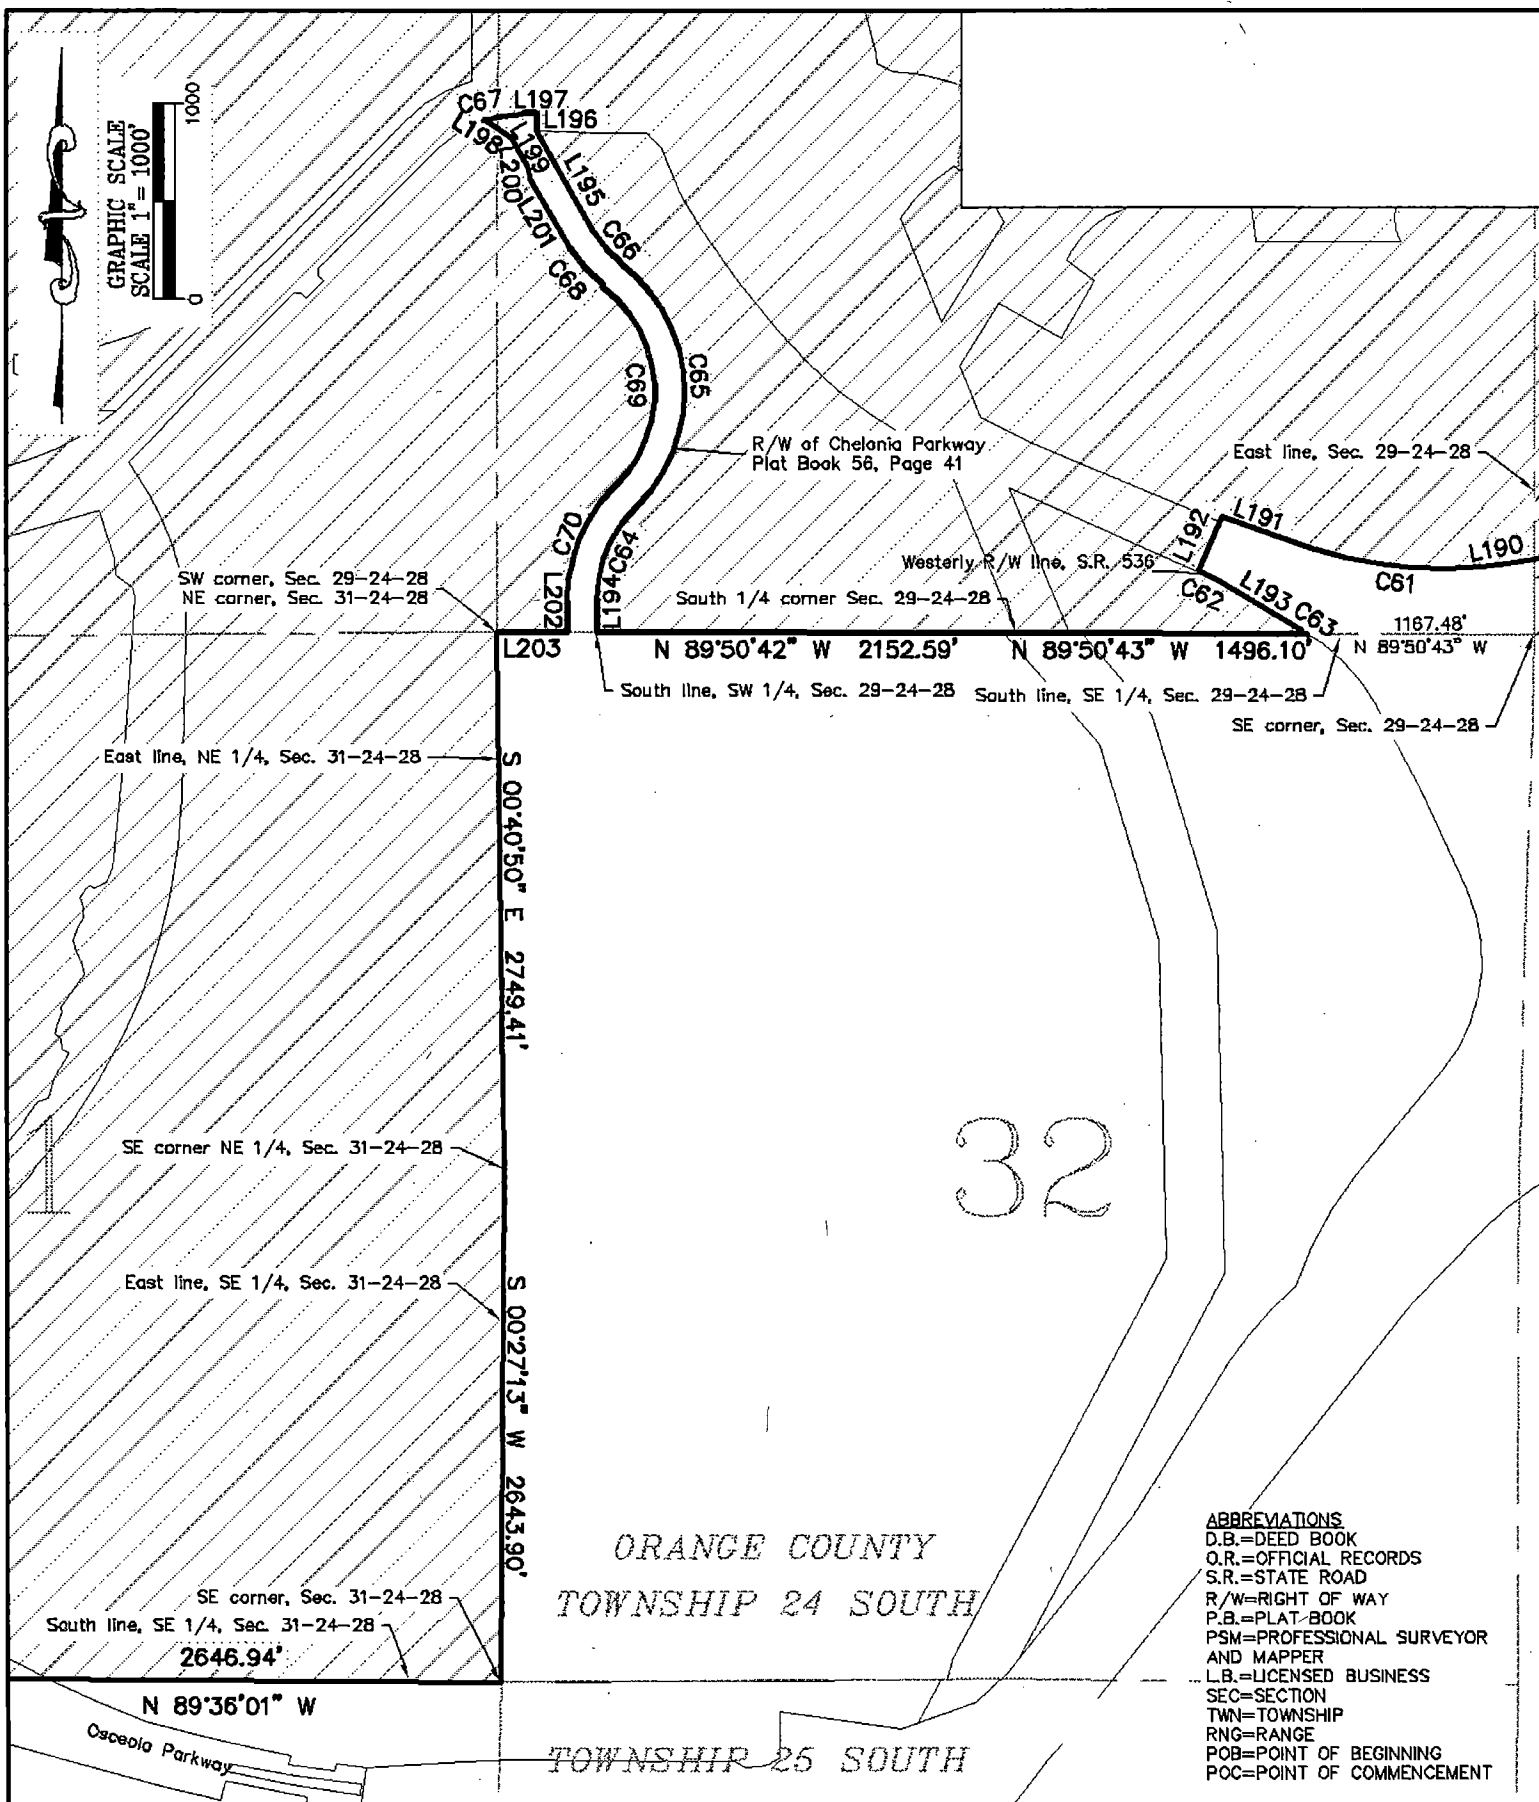 C67 L197
L196
L198
L199
L200
L195
L201
C66
C68
C65
C69
GRAPHIC SCALE
SCALE 1"= 1000'
0
1000
R/W of Chelonia Parkway
Plat Book 56, Page 41
East line, Sec. 29-24-28
L192
L191
L190
C70
C64
Westerly R/W line, S.R. 536
C61
C62
L193
C63
SW corner, Sec. 29-24-28
NE corner, Sec. 31-24-28
L202
L194
South 1/4 corner Sec. 29-24-28
1167.48'
N 89°50'43" W
L203
N 89°50'42" W 2152.59'
N 89°50'43" W 1496.10'
South line, SW 1/4, Sec. 29-24-28
South line, SE 1/4, Sec. 29-24-28
SE corner, Sec. 29-24-28
East line, NE 1/4, Sec. 31-24-28
S 00°40'50" E 2749.41'
32
SE corner NE 1/4, Sec. 31-24-28
East line, SE 1/4, Sec. 31-24-28
S 00°27'13" W 2643.90'
ORANGE COUNTY
TOWNSHIP 24 SOUTH
SE corner, Sec. 31-24-28
South line, SE 1/4, Sec. 31-24-28
2646.94'
N 89°36'01" W
Osceola Parkway
TOWNSHIP 25 SOUTH
ABBREVIATIONS
D.B.=DEED BOOK
O.R.=OFFICIAL RECORDS
S.R.=STATE ROAD
R/W=RIGHT OF WAY
P.B.=PLAT BOOK
PSM=PROFESSIONAL SURVEYOR
AND MAPPER
L.B.=LICENSED BUSINESS
SEC=SECTION
TWN=TOWNSHIP
RNG=RANGE
POB=POINT OF BEGINNING
POC=POINT OF COMMENCEMENT